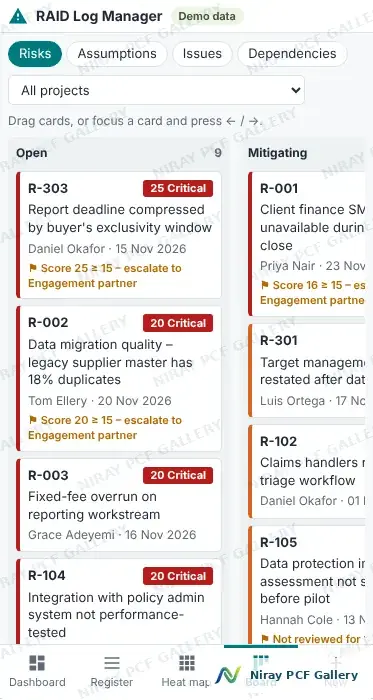 RAID Log Manager Demo data
Risks Assumptions Issues Dependencies
All projects
Drag cards, or focus a card and press ← / →.
Open 9
R-303 25 Critical
Report deadline compressed
by buyer's exclusivity window
Daniel Okafor · 15 Nov 2026
⚑ Score 25 ≥ 15 – escalate to
Engagement partner
R-002 20 Critical
Data migration quality –
legacy supplier master has
18% duplicates
Tom Ellery · 20 Nov 2026
⚑ Score 20 ≥ 15 – escalate to
Engagement partner
R-003 20 Critical
Fixed-fee overrun on
reporting workstream
Grace Adeyemi · 16 Nov 2026
R-104 20 Critical
Integration with policy admin
system not performance-
tested
Mitigating
R-001
Client finance SM
unavailable durin
close
Priya Nair · 23 Nov
⚑ Score 16 ≥ 15 – es
Engagement partne
R-301
Target managem
restated after dat
Luis Ortega · 17 No
R-102
Claims handlers r
triage workflow
Daniel Okafor · 01
R-105
Data protection in
assessment not s
before pilot
Hannah Cole · 13 N
⚑ Not reviewed for
Dashboard Register Heat map Board
Niray PCF Gallery
NIRAY PCF GALLERY